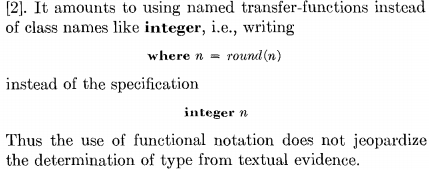 [2]. It amounts to using named transfer-functions instead
of class names like integer, i.e., writing
where n = round(n)
instead of the specification
integer n
Thus the use of functional notation does not jeopardize
the determination of type from textual evidence.